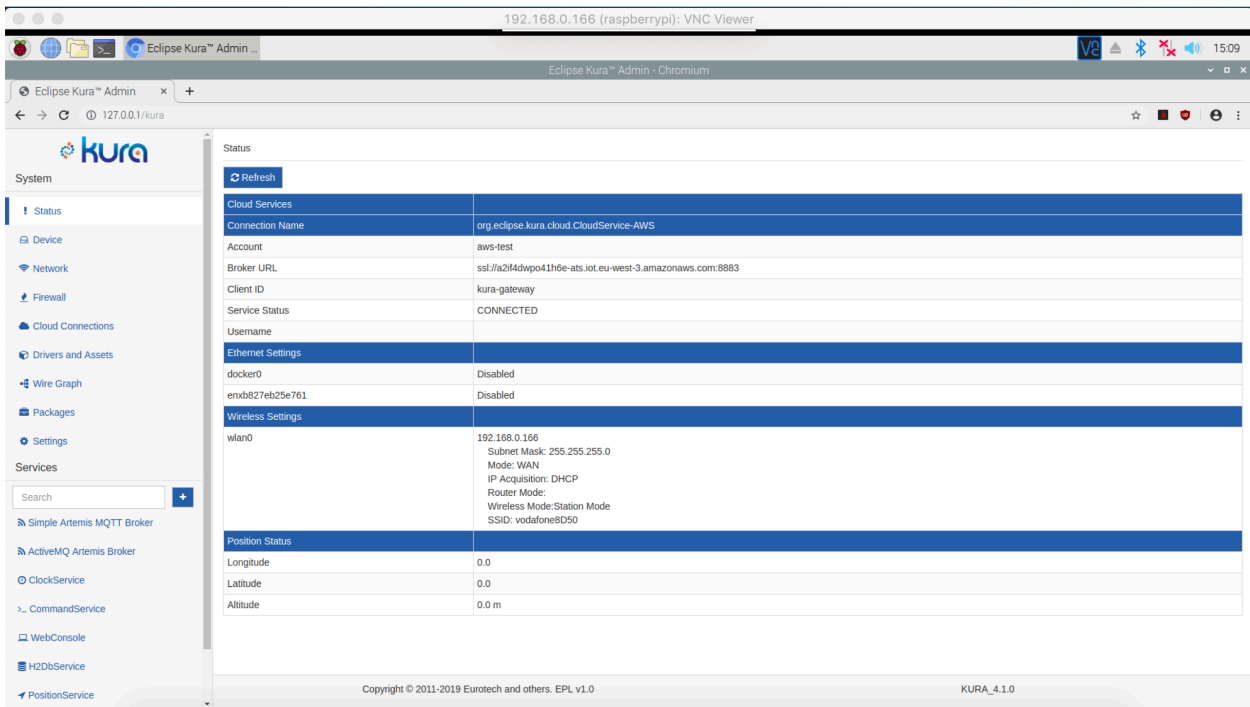 192.168.0.166 (raspberrypi): VNC Viewer
Eclipse Kura™ Admin ...
15:09
Eclipse Kura™ Admin - Chromium
Eclipse Kura™ Admin
127.0.0.1/kura
kura
System
Status
Device
Network
Firewall
Cloud Connections
Drivers and Assets
Wire Graph
Packages
Settings
Services
Search
Simple Artemis MQTT Broker
ActiveMQ Artemis Broker
ClockService
CommandService
WebConsole
H2DbService
PositionService
Status
Refresh
Cloud Services
Connection Name org.eclipse.kura.cloud.CloudService-AWS
Account aws-test
Broker URL ssl://a2if4dwpo41h6e-ats.iot.eu-west-3.amazonaws.com:8883
Client ID kura-gateway
Service Status CONNECTED
Username
Ethernet Settings
docker0 Disabled
enxb827eb25e761 Disabled
Wireless Settings
wlan0 192.168.0.166
Subnet Mask: 255.255.255.0
Mode: WAN
IP Acquisition: DHCP
Router Mode:
Wireless Mode:Station Mode
SSID: vodafone8D50
Position Status
Longitude 0.0
Latitude 0.0
Altitude 0.0 m
Copyright © 2011-2019 Eurotech and others. EPL v1.0 KURA_4.1.0